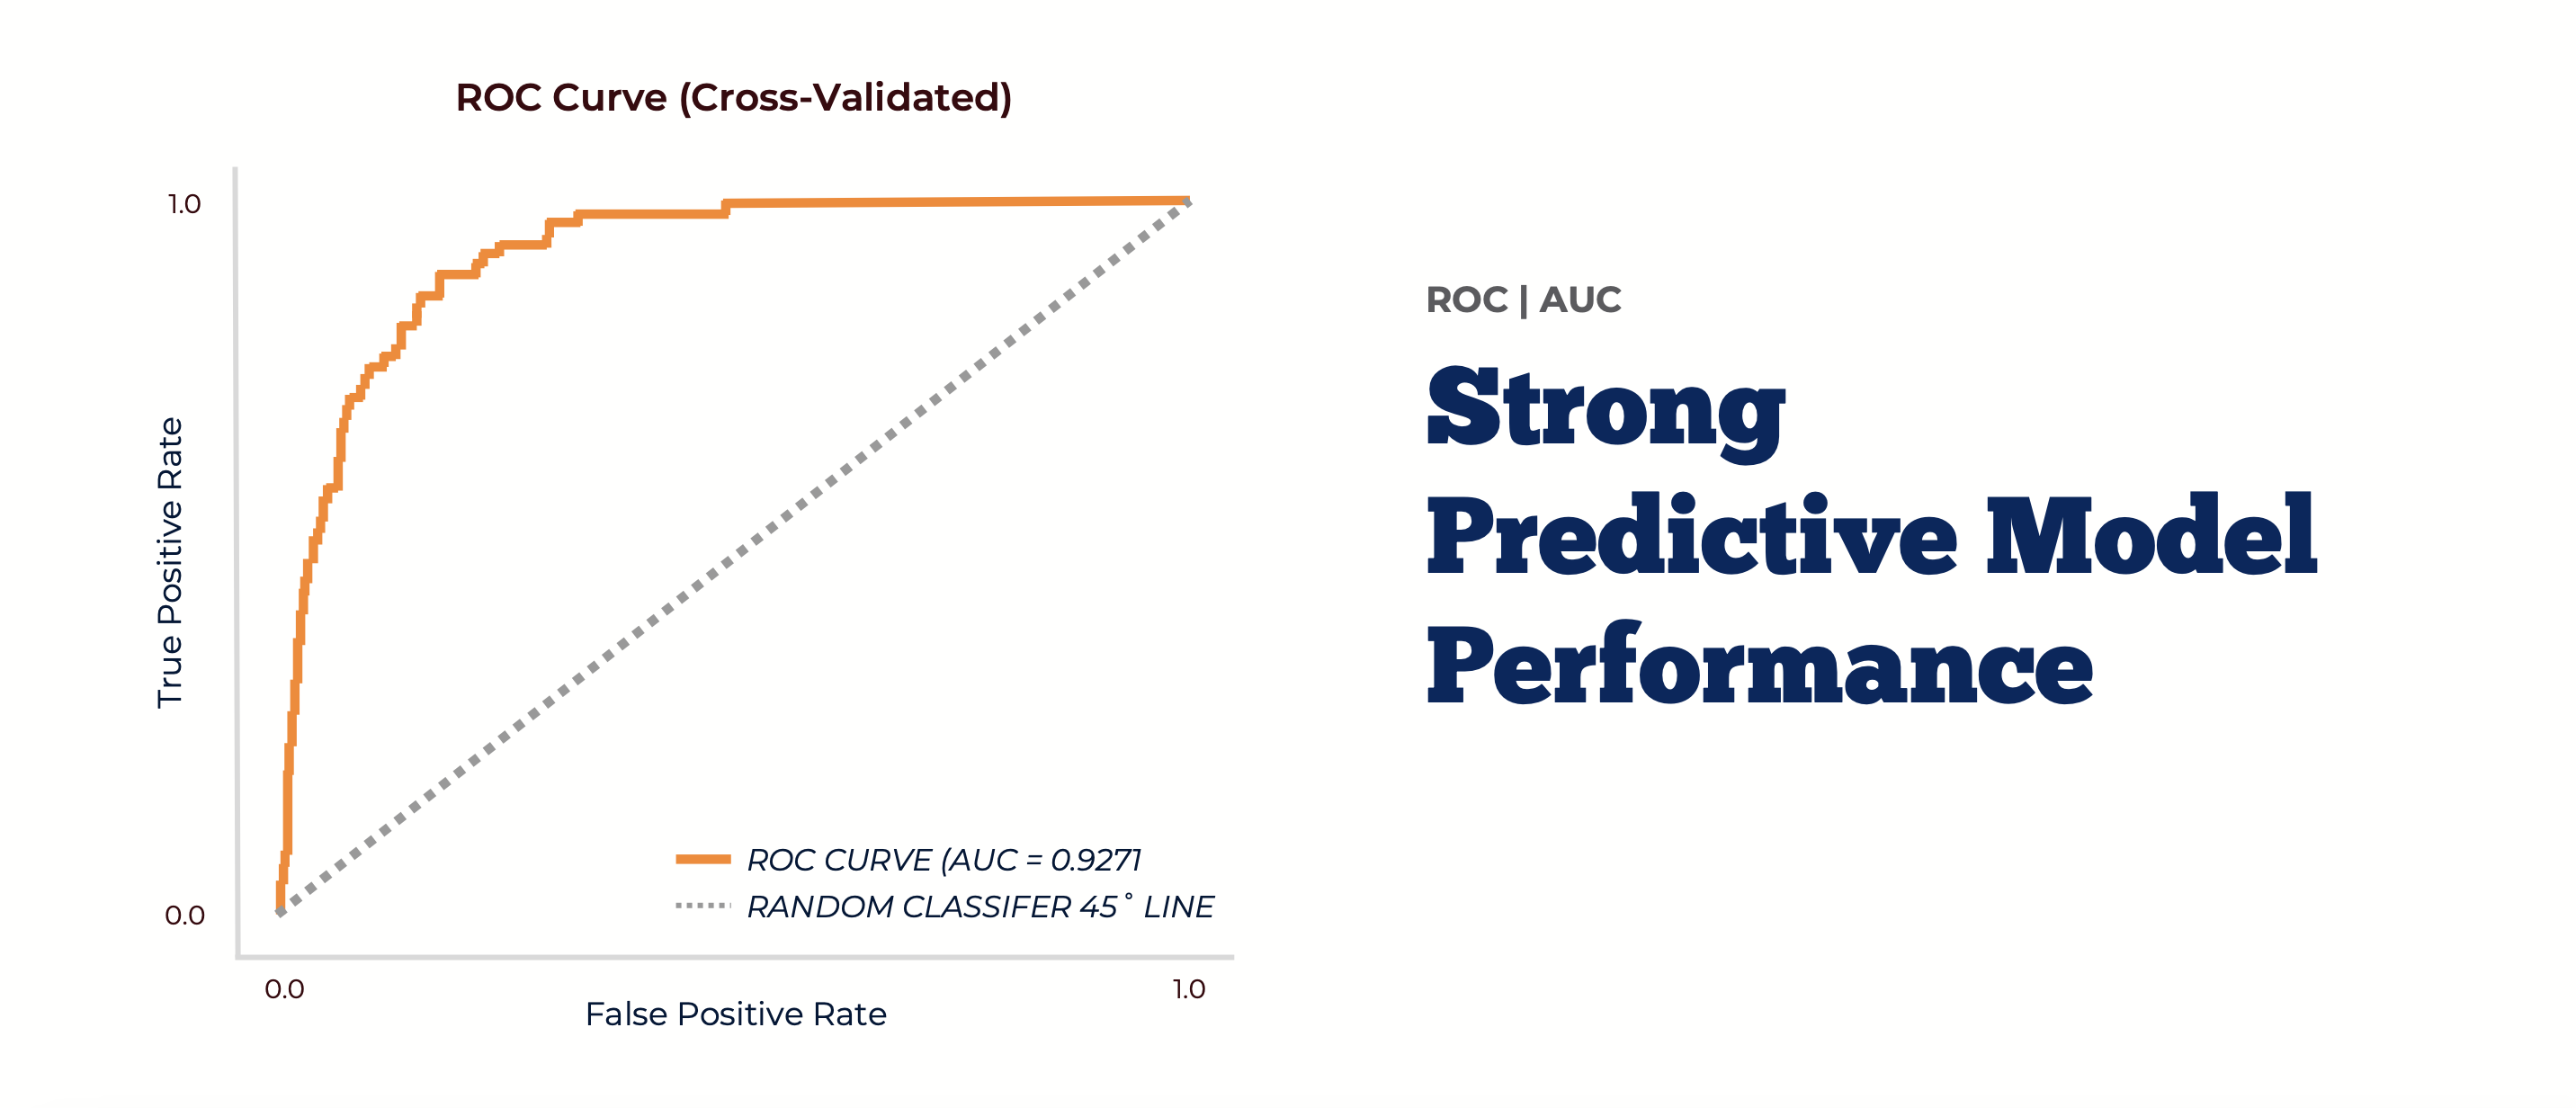 ROC Curve (Cross-Validated)
1.0
True Positive Rate
0.0
ROC CURVE (AUC = 0.9271
RANDOM CLASSIFER 45° LINE
0.0
1.0
False Positive Rate
ROC | AUC
Strong
Predictive Model
Performance